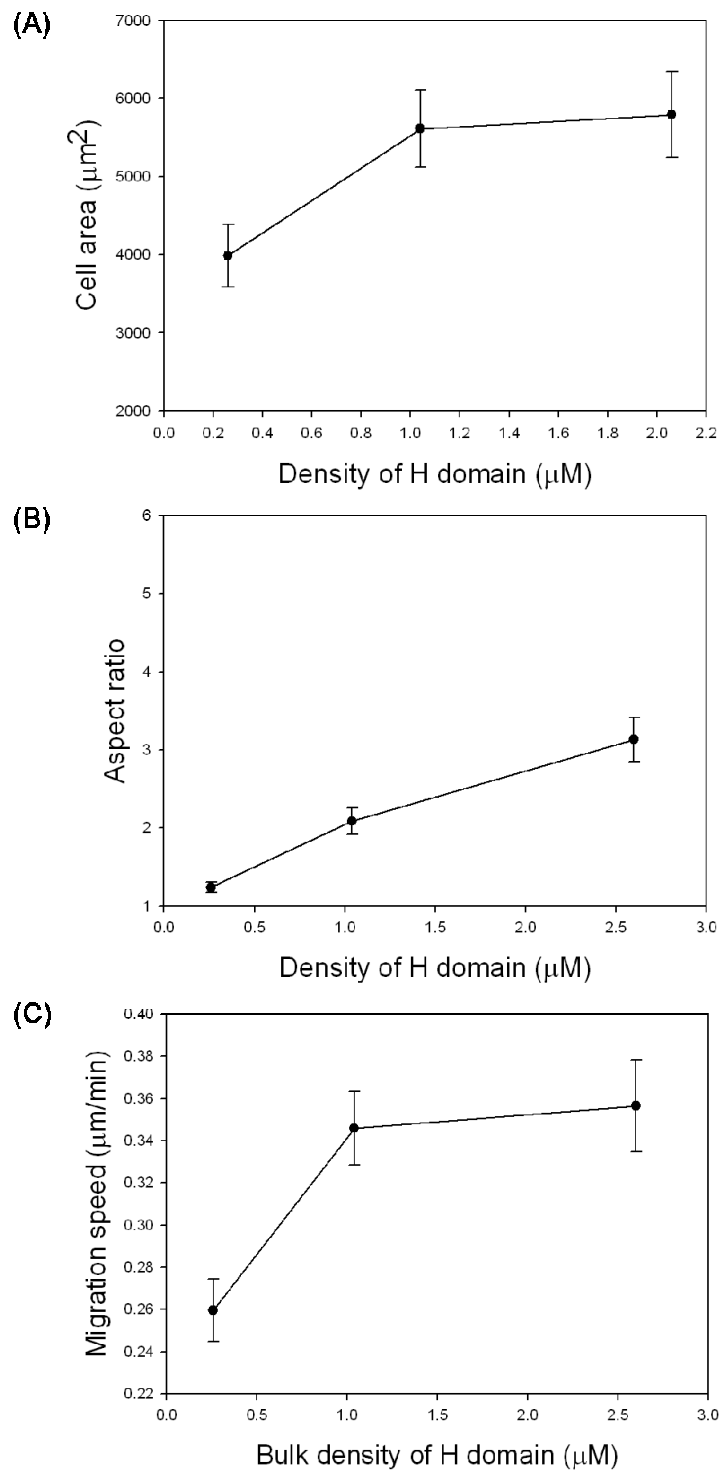 (A)
7000
6000
5000
4000
3000
2000
Cell area (μm²)
0.0 0.2 0.4 0.6 0.8 1.0 1.2 1.4 1.6 1.8 2.0 2.2
Density of H domain (μM)
(B)
6
5
4
3
2
1
Aspect ratio
0.0 0.5 1.0 1.5 2.0 2.5 3.0
Density of H domain (μM)
(C)
0.40
0.38
0.36
0.34
0.32
0.30
0.28
0.26
0.24
0.22
Migration speed (μm/min)
0.0 0.5 1.0 1.5 2.0 2.5 3.0
Bulk density of H domain (μM)